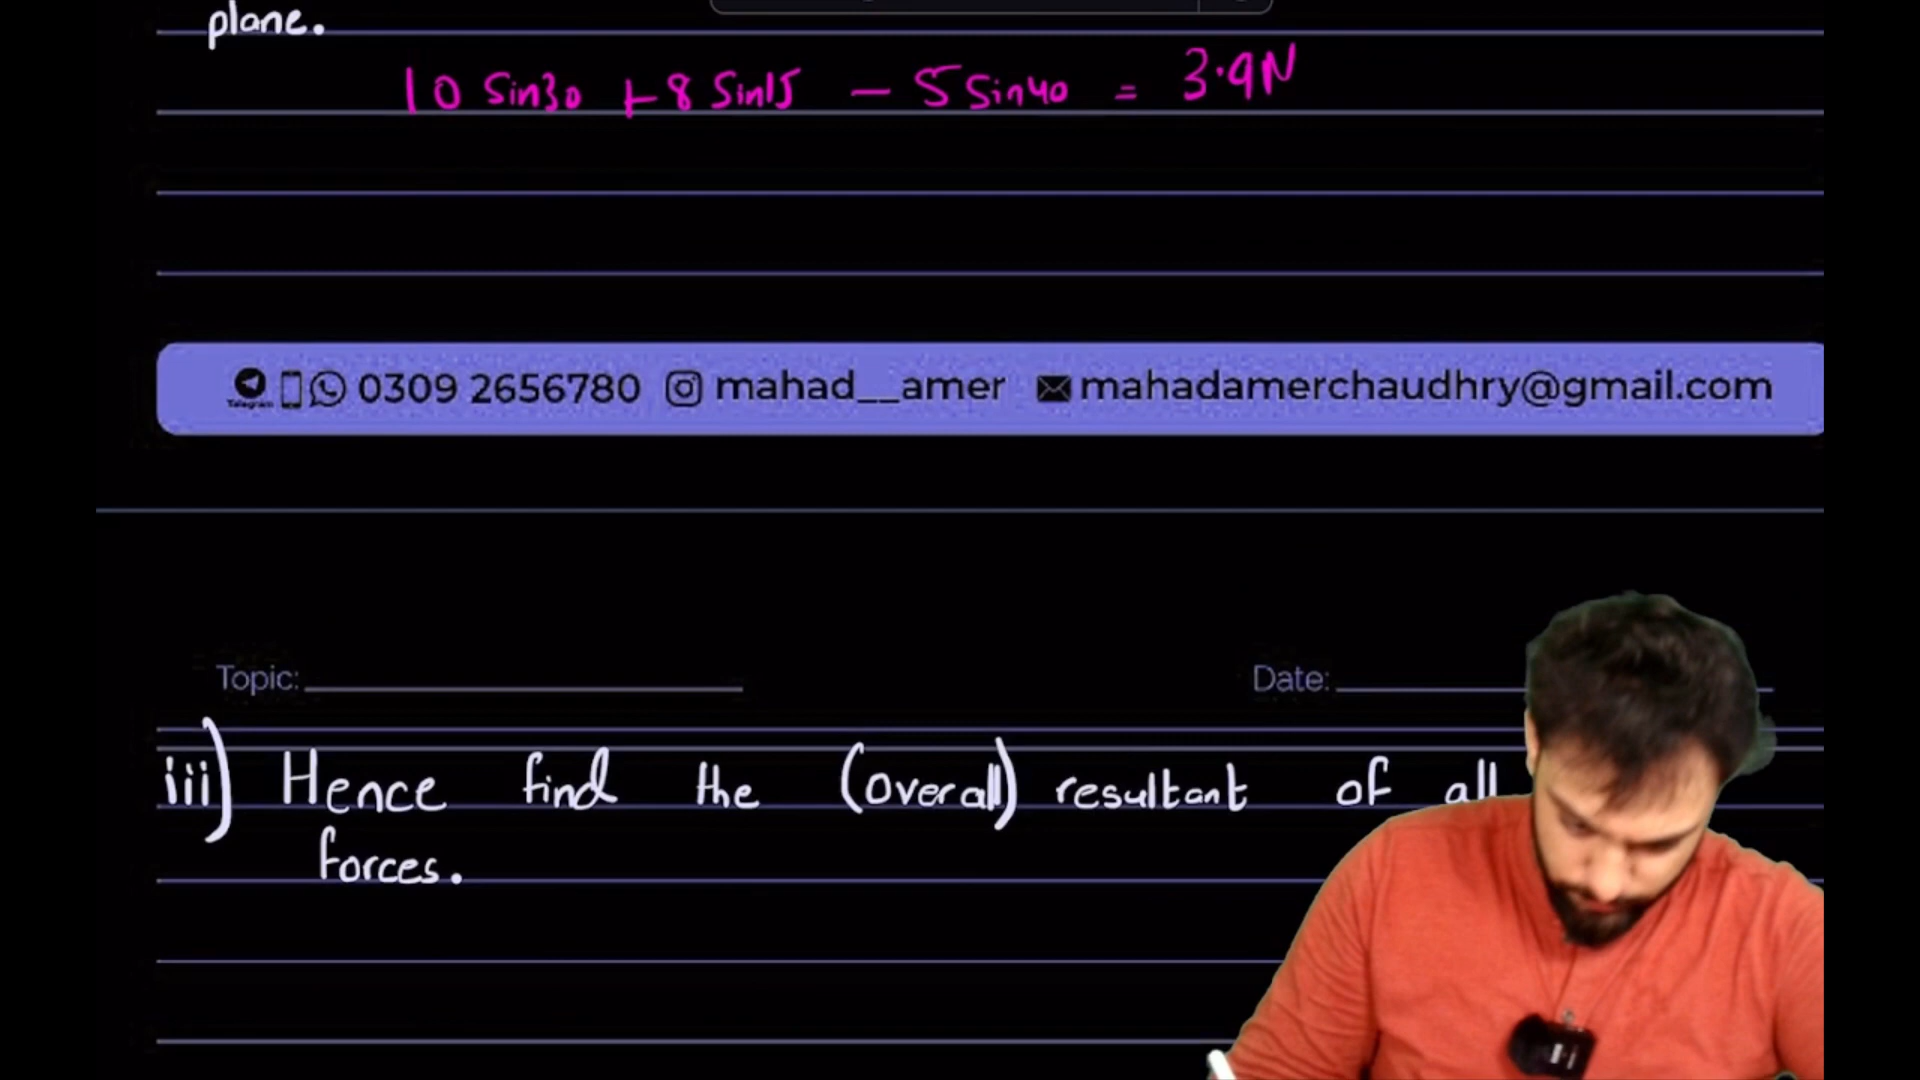 plane.
10 Sin30 + 8 Sin15 - 5 Sin40 = 3.9N
Telegram 0309 2656780 mahad__amer mahadamerchaudhry@gmail.com
Topic: Date:
iii) Hence find the (overall) resultant of all
forces.